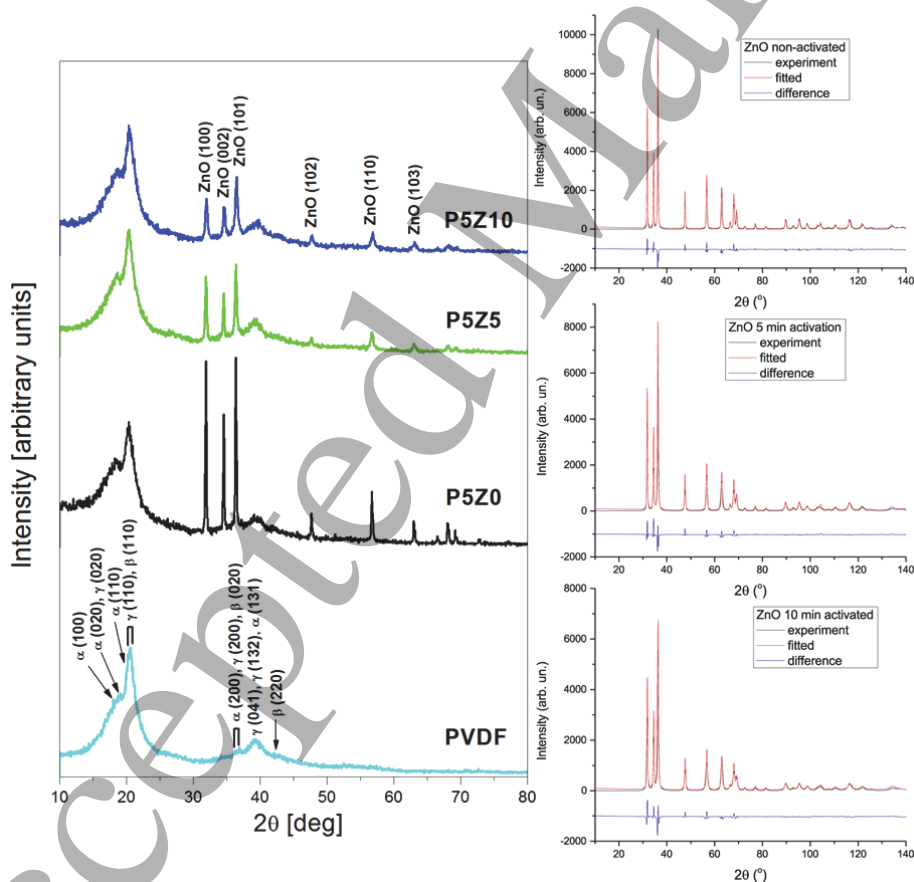 Accepted Man
Intensity [arbitrary units]
ZnO (100)
ZnO (002)
ZnO (101)
ZnO (102)
ZnO (110)
ZnO (103)
P5Z10
P5Z5
P5Z0
α (100)
α (020), γ (020)
α (110)
γ (110), β (110)
α (200), γ (200), β (020)
γ (041), γ (132), α (131)
β (220)
PVDF
10 20 30 40 50 60 70 80
2θ [deg]
ZnO non-activated
experiment
fitted
difference
Intensity (arb. un.)
10000
8000
6000
4000
2000
0
-2000
20 40 60 80 100 120 140
2θ (°)
ZnO 5 min activation
experiment
fitted
difference
Intensity (arb. un.)
8000
6000
4000
2000
0
-2000
20 40 60 80 100 120 140
2θ (°)
ZnO 10 min activated
experiment
fitted
difference
Intensity (arb. un.)
8000
6000
4000
2000
0
-2000
20 40 60 80 100 120 140
2θ (°)